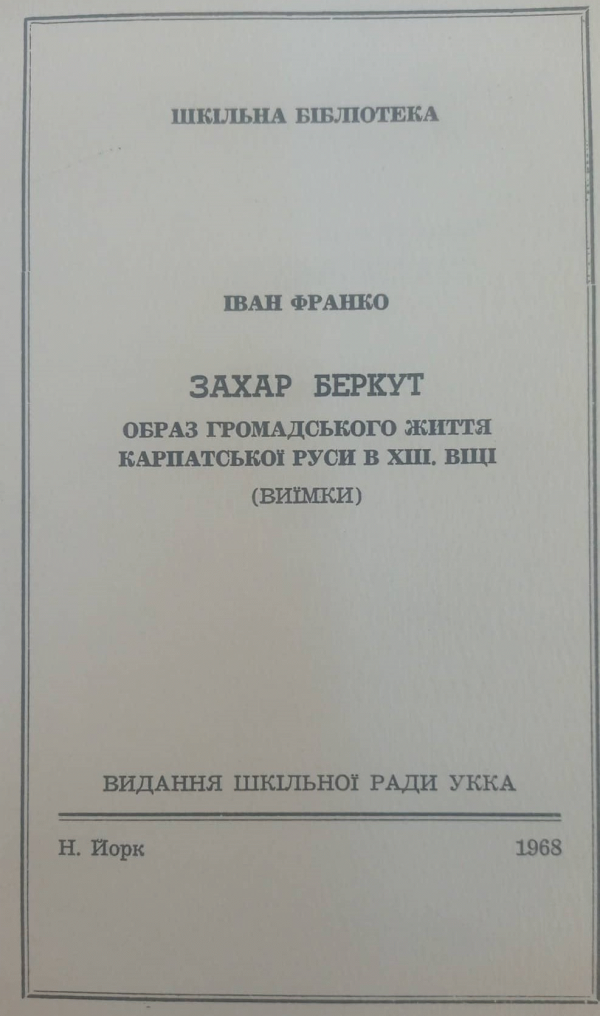 ШКІЛЬНА БІБЛІОТЕКА
ІВАН ФРАНКО
ЗАХАР БЕРКУТ
ОБРАЗ ГРОМАДСЬКОГО ЖИТТЯ
КАРПАТСЬКОЇ РУСИ В XIII. ВІЦІ
(ВИЇМКИ)
ВИДАННЯ ШКІЛЬНОЇ РАДИ УККА
Н. Йорк 1968